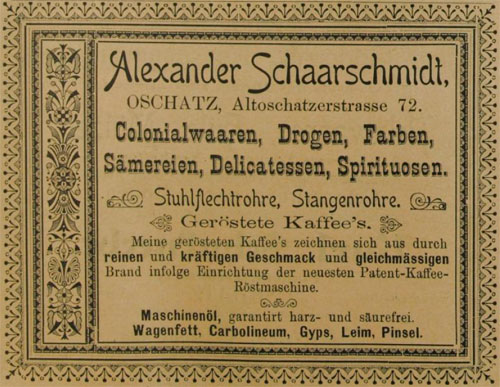 Alexander Schaarschmidt,
OSCHATZ, Altoschatzerstrasse 72.
Colonialwaaren, Drogen, Farben,
Sämereien, Delicatessen, Spirituosen.
Stuhlflechtrohre, Stangenrohre.
Geröstete Kaffee's.
Meine gerösteten Kaffee's zeichnen sich aus durch
reinen und kräftigen Geschmack und gleichmässigen
Brand infolge Einrichtung der neuesten Patent-Kaffee-
Röstmaschine.
Maschinenöl, garantirt harz- und säurefrei.
Wagenfett, Carbolineum, Gyps, Leim, Pinsel.